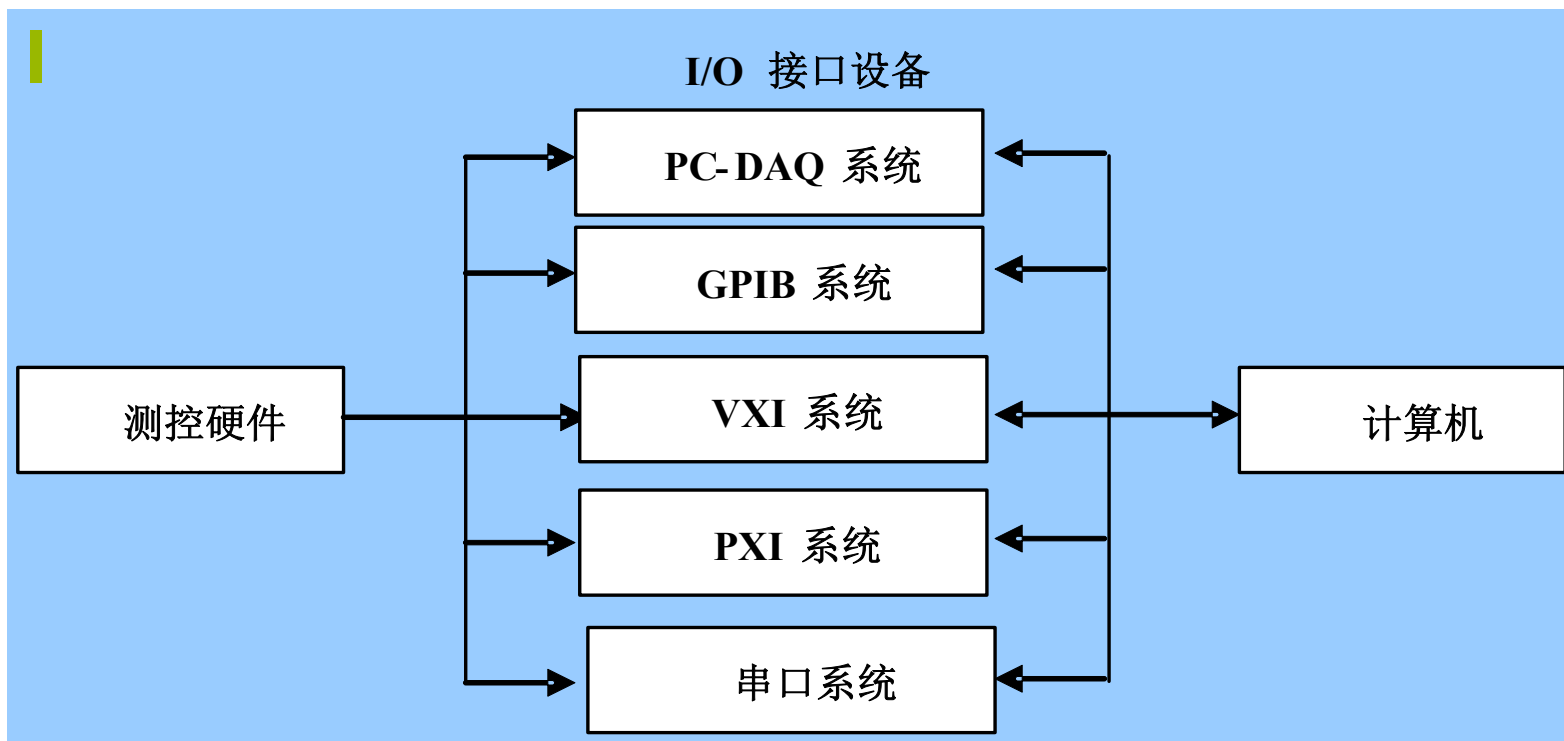 I/O 接口设备
PC-DAQ 系统
GPIB 系统
测控硬件
VXI 系统
计算机
PXI 系统
串口系统